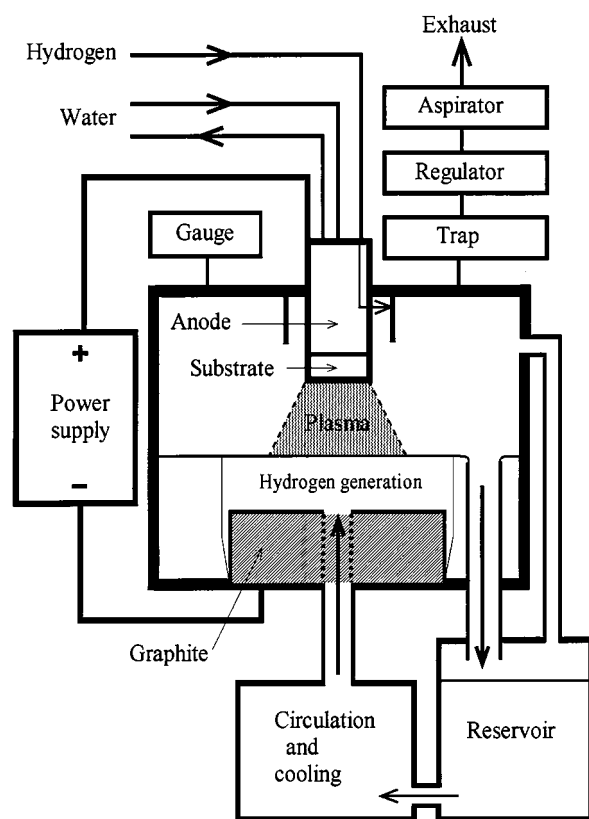 Exhaust
Hydrogen
Aspirator
Water
Regulator
Gauge
Trap
Anode
Substrate
+
Power
supply
−
Plasma
Hydrogen generation
Graphite
Circulation
and
cooling
Reservoir